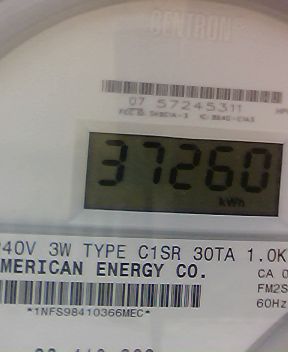 CENTRON
07 57245311
37260
kWh
240V 3W TYPE C1SR 30TA 1.0K
MERICAN ENERGY CO.
CA 0
FM2S
60Hz
*1NFS98410366MEC*